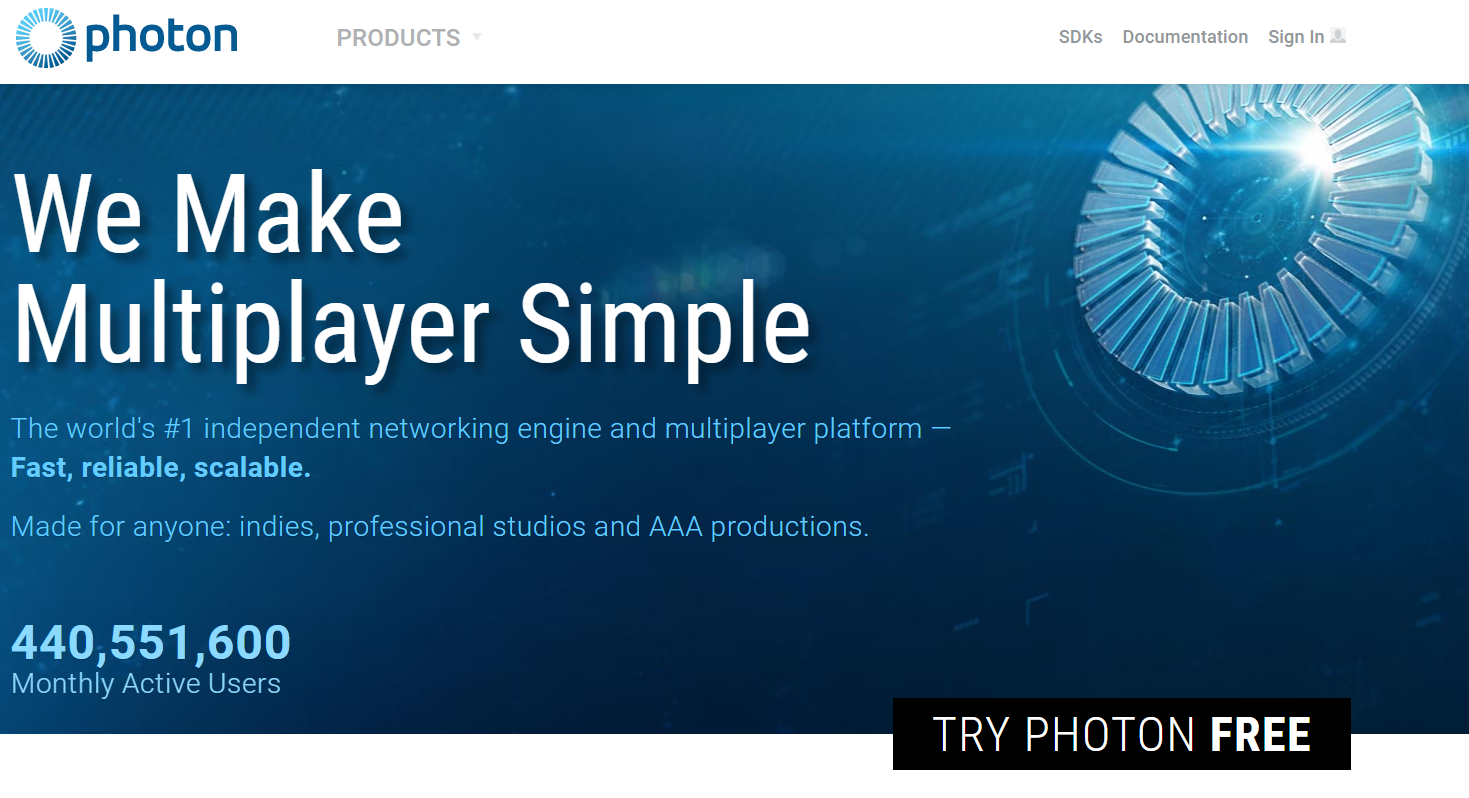 photon
PRODUCTS
SDKs Documentation Sign In
We Make
Multiplayer Simple
The world's #1 independent networking engine and multiplayer platform —
Fast, reliable, scalable.
Made for anyone: indies, professional studios and AAA productions.
440,551,600
Monthly Active Users
TRY PHOTON FREE